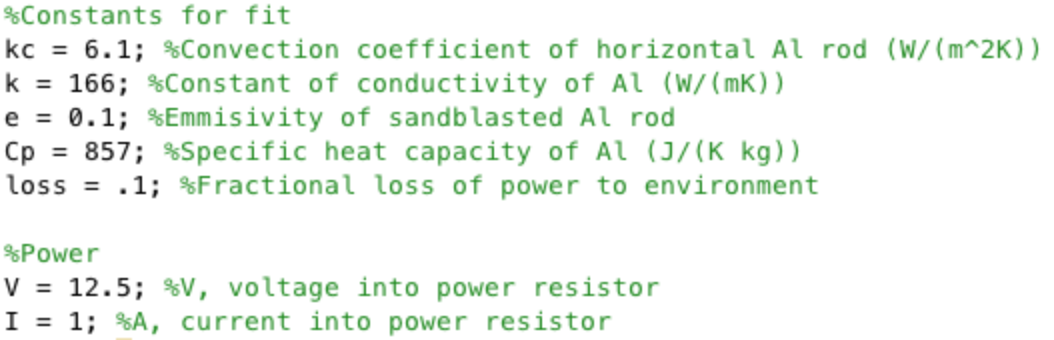 %Constants for fit
kc = 6.1; %Convection coefficient of horizontal Al rod (W/(m^2K))
k = 166; %Constant of conductivity of Al (W/(mK))
e = 0.1; %Emmisivity of sandblasted Al rod
Cp = 857; %Specific heat capacity of Al (J/(K kg))
loss = .1; %Fractional loss of power to environment
%Power
V = 12.5; %V, voltage into power resistor
I = 1; %A, current into power resistor